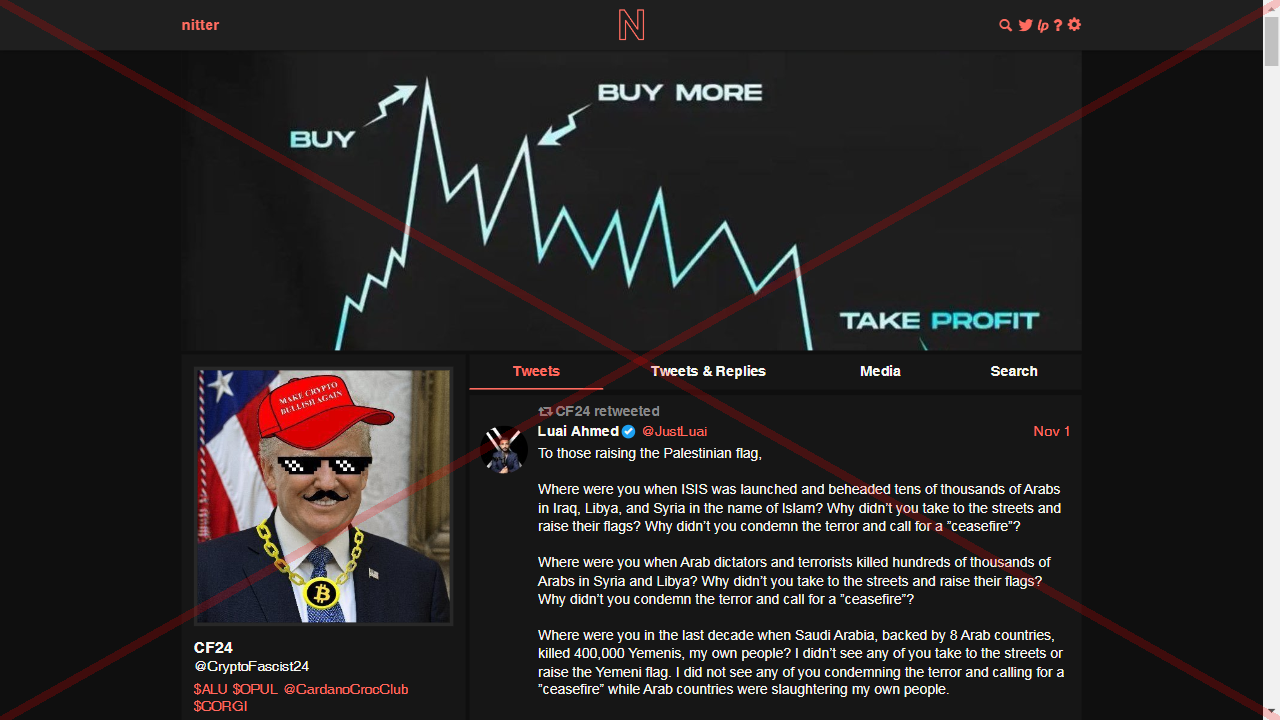 nitter
N
lp ?
BUY
BUY MORE
TAKE PROFIT
MAKE CRYPTO
BULLISH AGAIN
CF24
@CryptoFascist24
$ALU $OPUL @CardanoCrocClub
$CORGI
Tweets
Tweets & Replies
Media
Search
CF24 retweeted
Luai Ahmed @JustLuai
Nov 1
To those raising the Palestinian flag,
Where were you when ISIS was launched and beheaded tens of thousands of Arabs
in Iraq, Libya, and Syria in the name of Islam? Why didn’t you take to the streets and
raise their flags? Why didn’t you condemn the terror and call for a ”ceasefire”?
Where were you when Arab dictators and terrorists killed hundreds of thousands of
Arabs in Syria and Libya? Why didn’t you take to the streets and raise their flags?
Why didn’t you condemn the terror and call for a ”ceasefire”?
Where were you in the last decade when Saudi Arabia, backed by 8 Arab countries,
killed 400,000 Yemenis, my own people? I didn’t see any of you take to the streets or
raise the Yemeni flag. I did not see any of you condemning the terror and calling for a
”ceasefire” while Arab countries were slaughtering my own people.